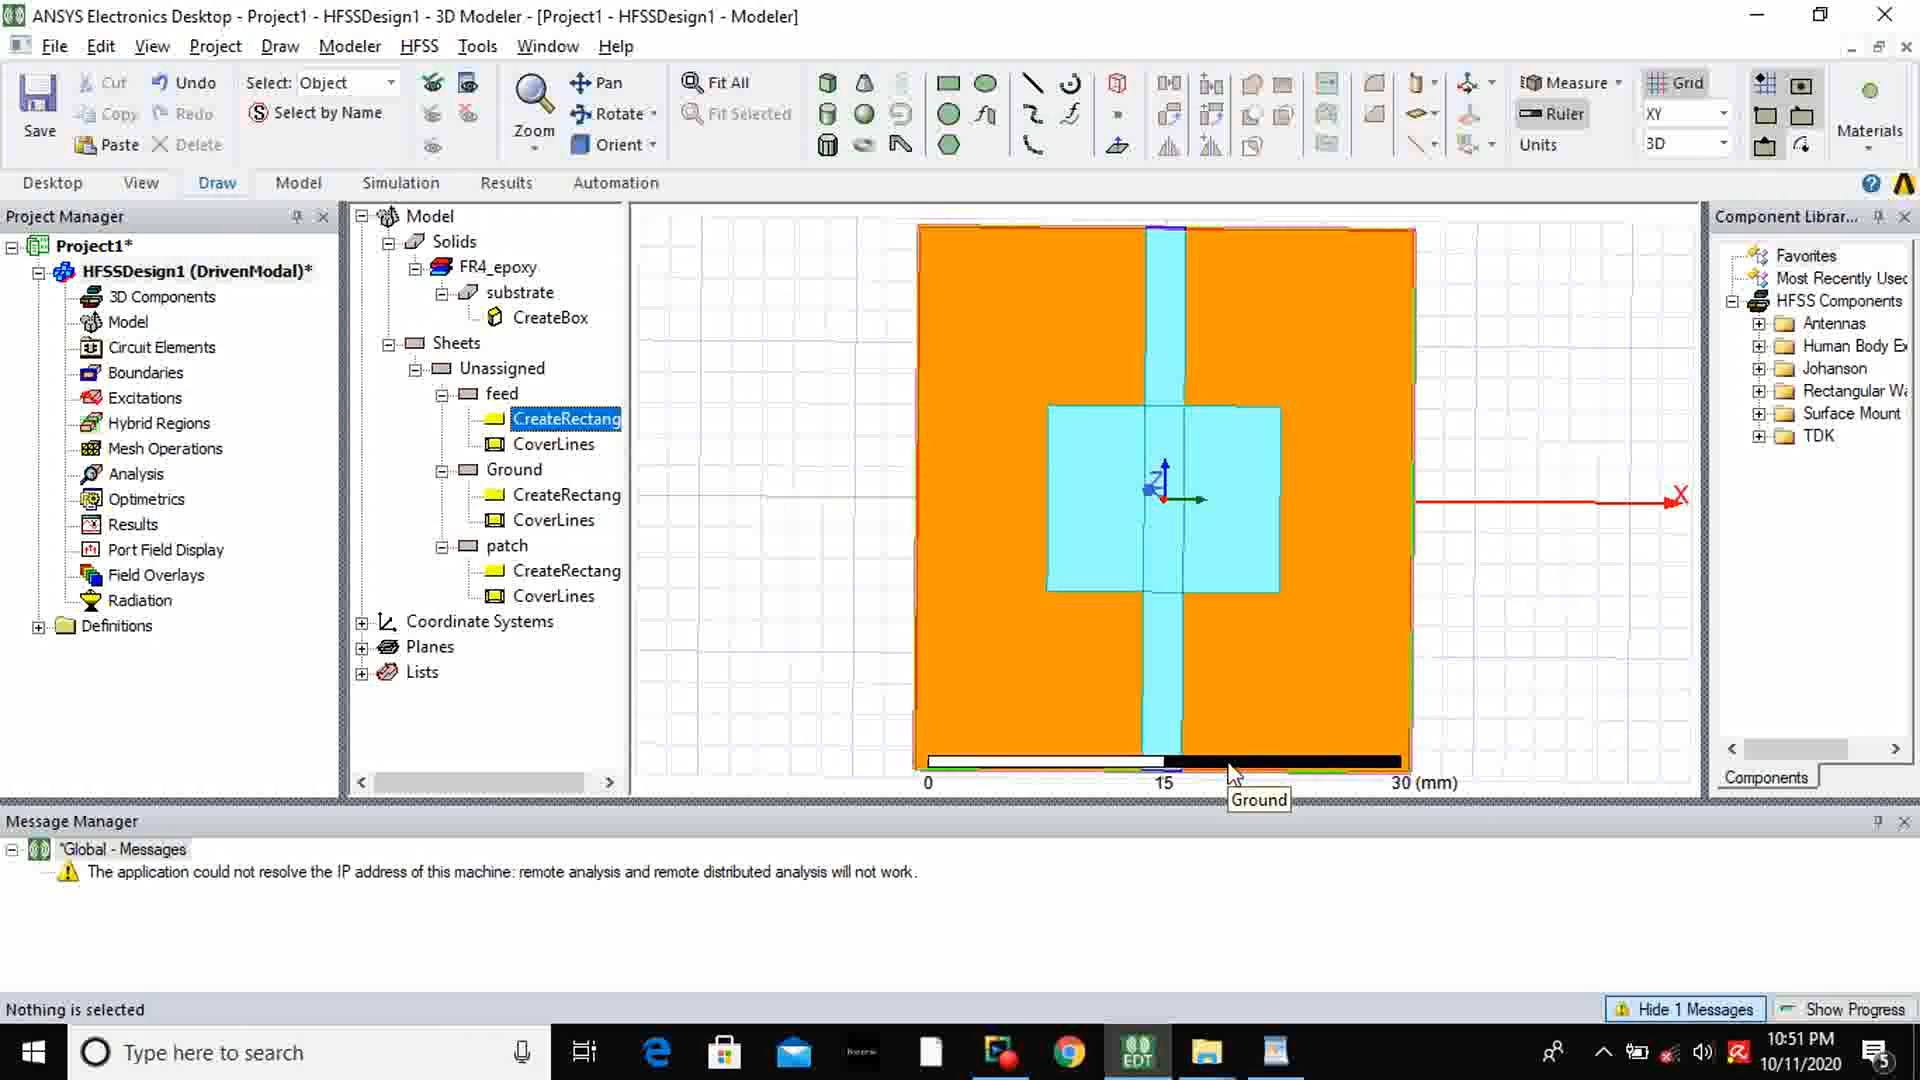 ANSYS Electronics Desktop - Project1 - HFSSDesign1 - 3D Modeler - [Project1 - HFSSDesign1 - Modeler]
File Edit View Project Draw Modeler HFSS Tools Window Help
Save
Cut
Copy
Paste
Undo
Redo
Delete
Select: Object
Select by Name
Zoom
Pan
Rotate
Orient
Fit All
Fit Selected
Measure
Ruler
Units
Grid
XY
3D
Materials
Desktop View Draw Model Simulation Results Automation
Project Manager
Project1*
HFSSDesign1 (DrivenModal)*
3D Components
Model
Circuit Elements
Boundaries
Excitations
Hybrid Regions
Mesh Operations
Analysis
Optimetrics
Results
Port Field Display
Field Overlays
Radiation
Definitions
Model
Solids
FR4_epoxy
substrate
CreateBox
Sheets
Unassigned
feed
CreateRectang
CoverLines
Ground
CreateRectang
CoverLines
patch
CreateRectang
CoverLines
Coordinate Systems
Planes
Lists
Z
X
0 15 30 (mm)
Ground
Component Librar...
Favorites
Most Recently Used
HFSS Components
Antennas
Human Body Ex
Johanson
Rectangular Wa
Surface Mount
TDK
Components
Message Manager
*Global - Messages
The application could not resolve the IP address of this machine: remote analysis and remote distributed analysis will not work.
Nothing is selected
Hide 1 Messages
Show Progress
Type here to search
EDT
10:51 PM
10/11/2020
5